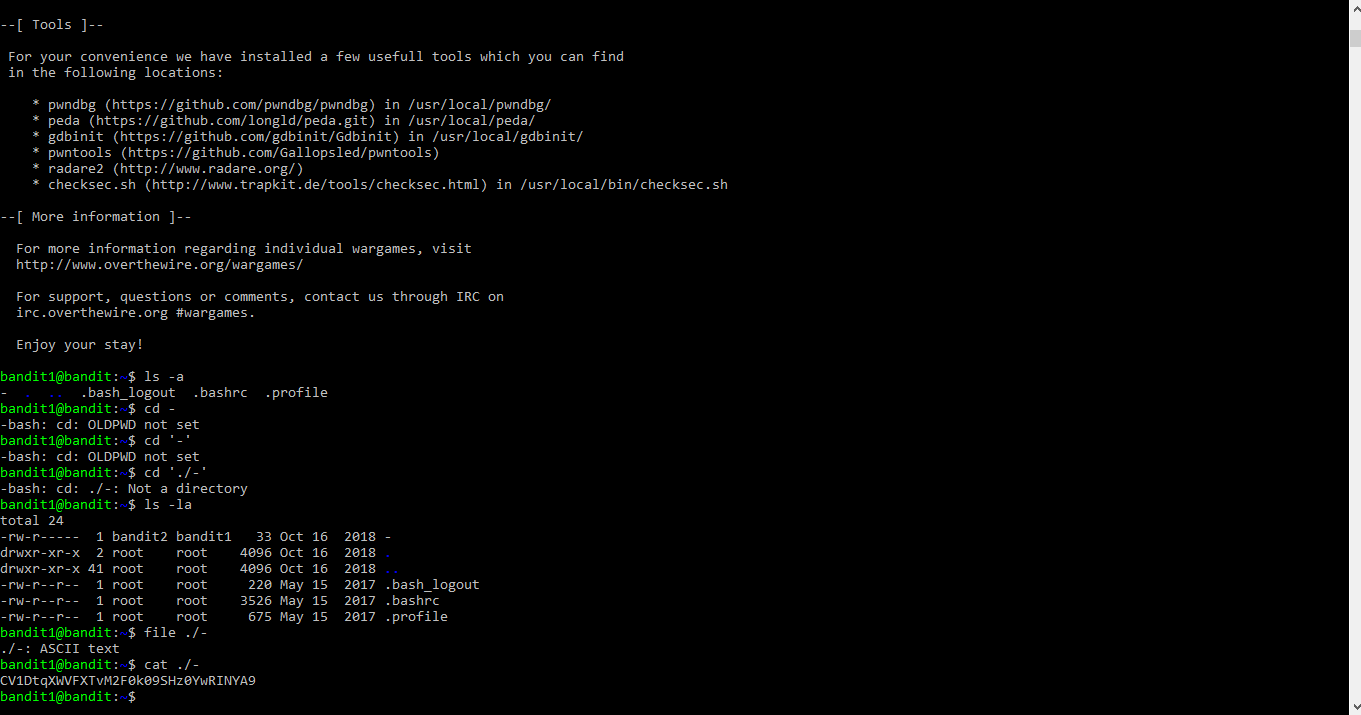 --[ Tools ]--
For your convenience we have installed a few usefull tools which you can find
in the following locations:
* pwndbg (https://github.com/pwndbg/pwndbg) in /usr/local/pwndbg/
* peda (https://github.com/longld/peda.git) in /usr/local/peda/
* gdbinit (https://github.com/gdbinit/Gdbinit) in /usr/local/gdbinit/
* pwntools (https://github.com/Gallopsled/pwntools)
* radare2 (http://www.radare.org/)
* checksec.sh (http://www.trapkit.de/tools/checksec.html) in /usr/local/bin/checksec.sh
--[ More information ]--
For more information regarding individual wargames, visit
http://www.overthewire.org/wargames/
For support, questions or comments, contact us through IRC on
irc.overthewire.org #wargames.
Enjoy your stay!
bandit1@bandit:~$ ls -a
-  .  ..  .bash_logout  .bashrc  .profile
bandit1@bandit:~$ cd -
-bash: cd: OLDPWD not set
bandit1@bandit:~$ cd '-'
-bash: cd: OLDPWD not set
bandit1@bandit:~$ cd './-'
-bash: cd: ./-: Not a directory
bandit1@bandit:~$ ls -la
total 24
-rw-r-----  1 bandit2 bandit1   33 Oct 16  2018 -
drwxr-xr-x  2 root    root    4096 Oct 16  2018 .
drwxr-xr-x 41 root    root    4096 Oct 16  2018 ..
-rw-r--r--  1 root    root     220 May 15  2017 .bash_logout
-rw-r--r--  1 root    root    3526 May 15  2017 .bashrc
-rw-r--r--  1 root    root     675 May 15  2017 .profile
bandit1@bandit:~$ file ./-
./-: ASCII text
bandit1@bandit:~$ cat ./-
CV1DtqXWVFXTvM2F0k09SHz0YwRINYA9
bandit1@bandit:~$